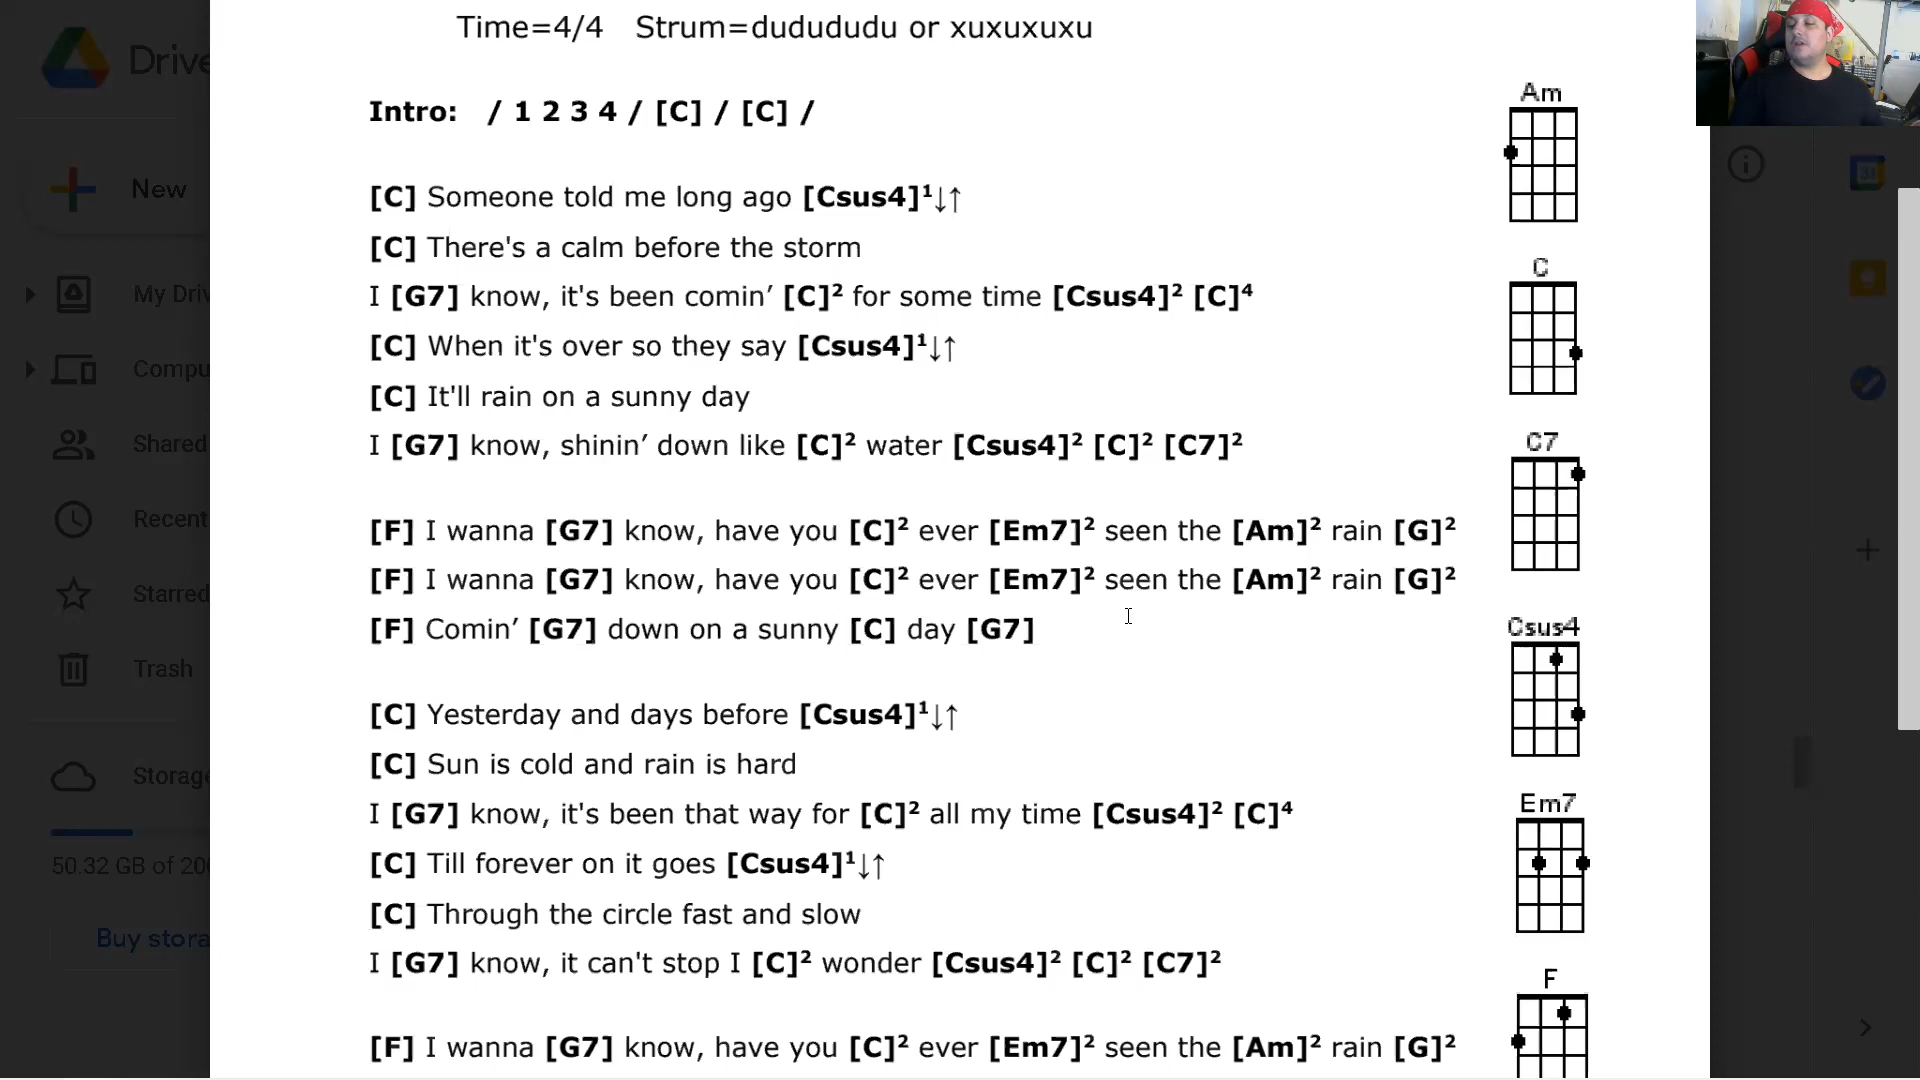 Time=4/4 Strum=dudududu or xuxuxuxu
Drive
Intro: / 1 2 3 4 / [C] / [C] /
New
[C] Someone told me long ago [Csus4]¹↓↑
[C] There's a calm before the storm
I [G7] know, it's been comin’ [C]² for some time [Csus4]² [C]⁴
[C] When it's over so they say [Csus4]¹↓↑
[C] It'll rain on a sunny day
I [G7] know, shinin’ down like [C]² water [Csus4]² [C]² [C7]²
[F] I wanna [G7] know, have you [C]² ever [Em7]² seen the [Am]² rain [G]²
[F] I wanna [G7] know, have you [C]² ever [Em7]² seen the [Am]² rain [G]²
[F] Comin’ [G7] down on a sunny [C] day [G7]
[C] Yesterday and days before [Csus4]¹↓↑
[C] Sun is cold and rain is hard
I [G7] know, it's been that way for [C]² all my time [Csus4]² [C]⁴
[C] Till forever on it goes [Csus4]¹↓↑
[C] Through the circle fast and slow
I [G7] know, it can't stop I [C]² wonder [Csus4]² [C]² [C7]²
[F] I wanna [G7] know, have you [C]² ever [Em7]² seen the [Am]² rain [G]²
Am
C
C7
Csus4
Em7
F
My Driv
Compu
Shared
Recent
Starred
Trash
Storage
50.32 GB of 200
Buy stora
31